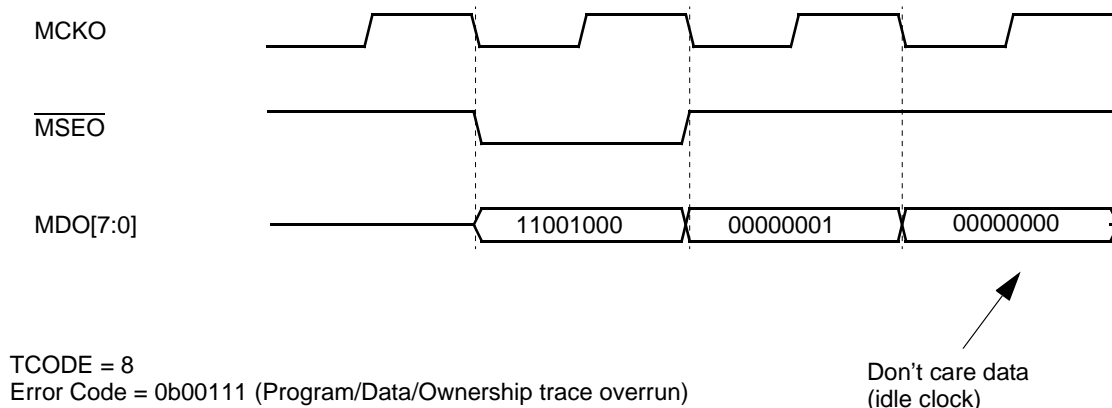 MCKO
MSEO
MDO[7:0]
11001000
00000001
00000000
TCODE = 8
Error Code = 0b00111 (Program/Data/Ownership trace overrun)
Don't care data
(idle clock)